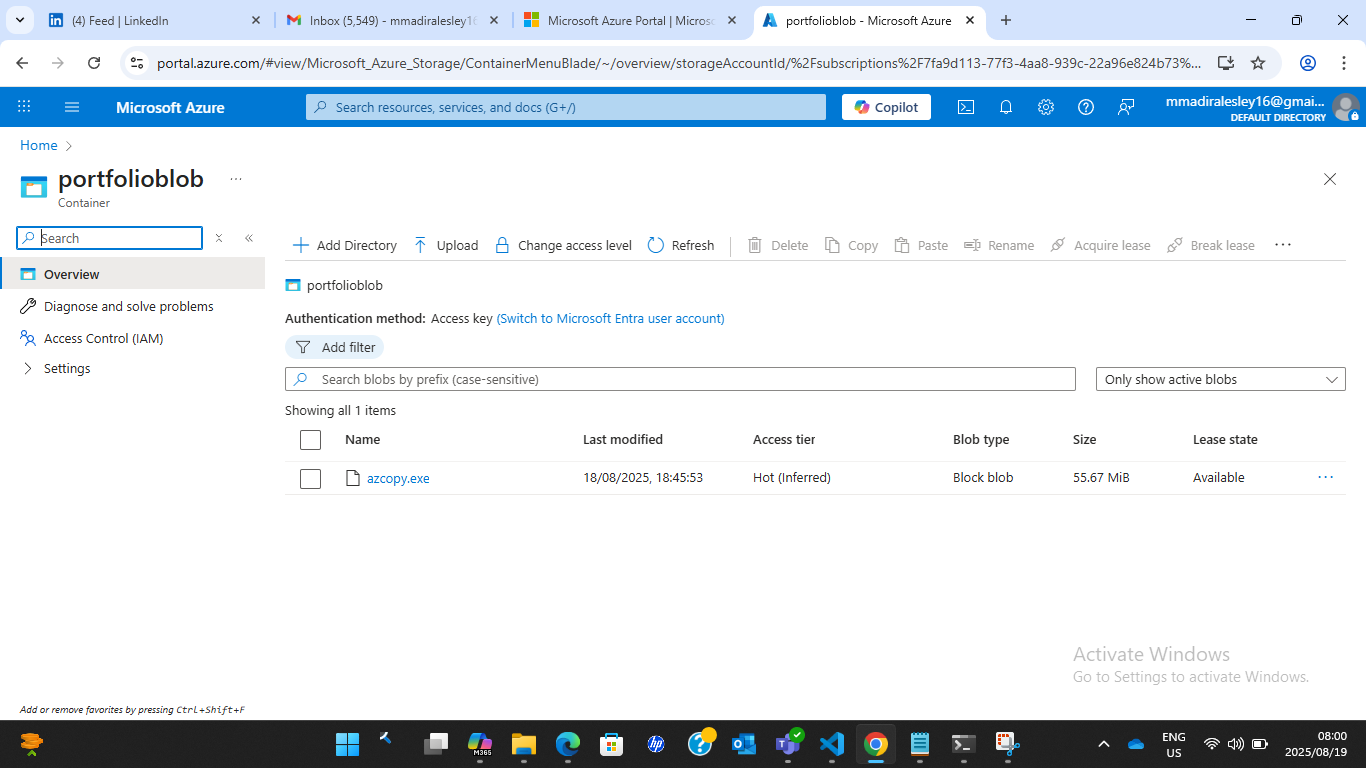 (4) Feed | LinkedIn
Inbox (5,549) - mmadiralesley16
Microsoft Azure Portal | Microso
portfolioblob - Microsoft Azure
portal.azure.com/#view/Microsoft_Azure_Storage/ContainerMenuBlade/~/overview/storageAccountId/%2Fsubscriptions%2F7fa9d113-77f3-4aa8-939c-22a96e824b73%...
Microsoft Azure
Search resources, services, and docs (G+/)
Copilot
mmadiralesley16@gmai...
DEFAULT DIRECTORY
Home
portfolioblob
...
Container
Search
Overview
Diagnose and solve problems
Access Control (IAM)
Settings
Add Directory Upload Change access level Refresh Delete Copy Paste Rename Acquire lease Break lease ...
portfolioblob
Authentication method: Access key (Switch to Microsoft Entra user account)
Add filter
Search blobs by prefix (case-sensitive)
Only show active blobs
Showing all 1 items
Name Last modified Access tier Blob type Size Lease state
azcopy.exe 18/08/2025, 18:45:53 Hot (Inferred) Block blob 55.67 MiB Available ...
Activate Windows
Go to Settings to activate Windows.
Add or remove favorites by pressing Ctrl+Shift+F
M365
ENG
US
08:00
2025/08/19